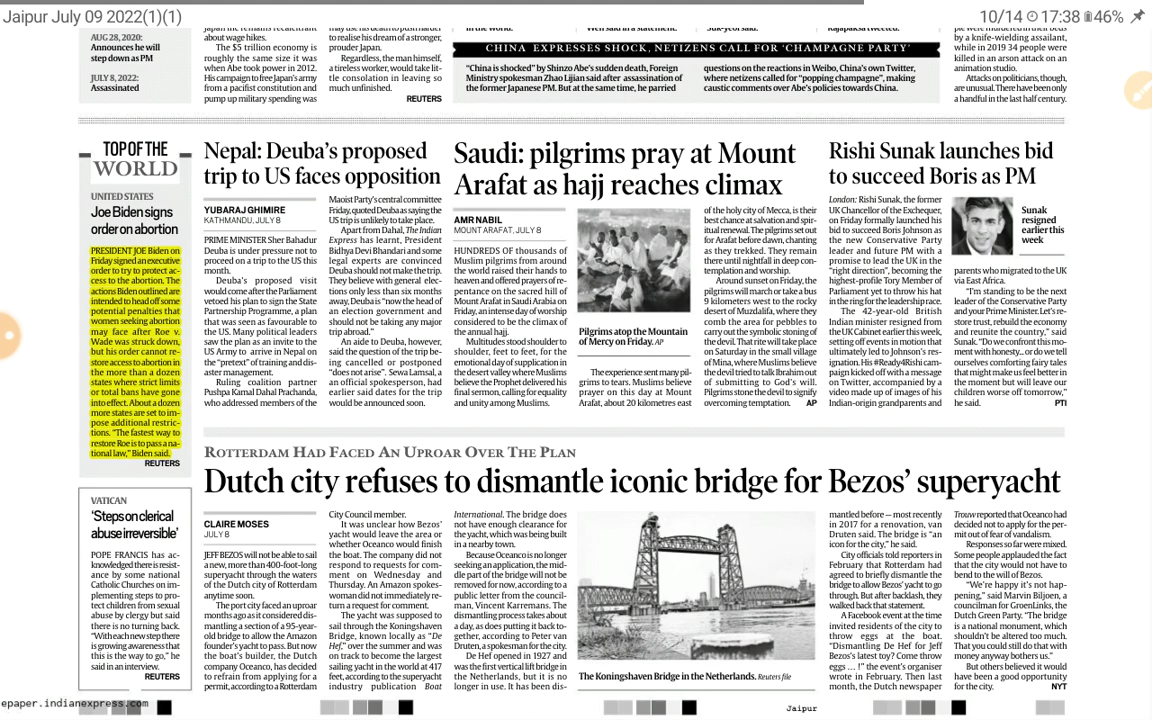 Jaipur July 09 2022(1)(1)
10/14 17:38 46%
AUG 28, 2020:
Announces he will
step down as PM
JULY 8, 2022:
Assassinated
about wage hikes.
The $5 trillion economy is
roughly the same size it was
when Abe took power in 2012.
His campaign to free Japan's army
from a pacifist constitution and
pump up military spending was
to realise his dream of a stronger,
prouder Japan.
Regardless, the man himself,
a tireless worker, would take lit-
tle consolation in leaving so
much unfinished.
REUTERS
CHINA EXPRESSES SHOCK, NETIZENS CALL FOR 'CHAMPAGNE PARTY'
"China is shocked" by Shinzo Abe's sudden death, Foreign
Ministry spokesman Zhao Lijian said after assassination of
the former Japanese PM. But at the same time, he parried
questions on the reactions in Weibo, China's own Twitter,
where netizens called for "popping champagne", making
caustic comments over Abe's policies towards China.
by a knife-wielding assailant,
while in 2019 34 people were
killed in an arson attack on an
animation studio.
Attacks on politicians, though,
are unusual. There have been only
a handful in the last half century.
TOP OF THE
WORLD
UNITED STATES
Joe Biden signs
order on abortion
PRESIDENT JOE Biden on
Friday signed an executive
order to try to protect ac-
cess to the abortion. The
actions Biden outlined are
intended to head off some
potential penalties that
women seeking abortion
may face after Roe v.
Wade was struck down,
but his order cannot re-
store access to abortion in
the more than a dozen
states where strict limits
or total bans have gone
into effect. About a dozen
more states are set to im-
pose additional restric-
tions. "The fastest way to
restore Roe is to pass a na-
tional law," Biden said.
REUTERS
VATICAN
'Steps on clerical
abuse irreversible'
POPE FRANCIS has ac-
knowledged there is resist-
ance by some national
Catholic Churches on im-
plementing steps to pro-
tect children from sexual
abuse by clergy but said
there is no turning back.
"With each new step there
is growing awareness that
this is the way to go," he
said in an interview.
REUTERS
Nepal: Deuba's proposed
trip to US faces opposition
YUBARAJ GHIMIRE
KATHMANDU, JULY 8
PRIME MINISTER Sher Bahadur
Deuba is under pressure not to
proceed on a trip to the US this
month.
Deuba's proposed visit
would come after the Parliament
vetoed his plan to sign the State
Partnership Programme, a plan
that was seen as favourable to
the US. Many political leaders
saw the plan as an invite to the
US Army to arrive in Nepal on
the "pretext" of training and dis-
aster management.
Ruling coalition partner
Pushpa Kamal Dahal Prachanda,
who addressed members of the
Maoist Party's central committee
Friday, quoted Deuba as saying the
US trip is unlikely to take place.
Apart from Dahal, The Indian
Express has learnt, President
Bidhya Devi Bhandari and some
legal experts are convinced
Deuba should not make the trip.
They believe with general elec-
tions only less than six months
away, Deuba is "now the head of
an election government and
should not be taking any major
trip abroad."
An aide to Deuba, however,
said the question of the trip be-
ing cancelled or postponed
"does not arise". Sewa Lamsal, a
an official spokesperson, had
earlier said dates for the trip
would be announced soon.
Saudi: pilgrims pray at Mount
Arafat as hajj reaches climax
AMR NABIL
MOUNT ARAFAT, JULY 8
HUNDREDS OF thousands of
Muslim pilgrims from around
the world raised their hands to
heaven and offered prayers of re-
pentance on the sacred hill of
Mount Arafat in Saudi Arabia on
Friday, an intense day of worship
considered to be the climax of
the annual hajj.
Multitudes stood shoulder to
shoulder, feet to feet, for the
emotional day of supplication in
the desert valley where Muslims
believe the Prophet delivered his
final sermon, calling for equality
and unity among Muslims.
Pilgrims atop the Mountain
of Mercy on Friday. AP
The experience sent many pil-
grims to tears. Muslims believe
prayer on this day at Mount
Arafat, about 20 kilometres east
of the holy city of Mecca, is their
best chance at salvation and spir-
itual renewal. The pilgrims set out
for Arafat before dawn, chanting
as they trekked. They remain
there until nightfall in deep con-
templation and worship.
Around sunset on Friday, the
pilgrims will march or take a bus
9 kilometers west to the rocky
desert of Muzdalifa, where they
comb the area for pebbles to
carry out the symbolic stoning of
the devil. That rite will take place
on Saturday in the small village
of Mina, where Muslims believe
the devil tried to talk Ibrahim out
of submitting to God's will.
Pilgrims stone the devil to signify
overcoming temptation. AP
Rishi Sunak launches bid
to succeed Boris as PM
London: Rishi Sunak, the former
UK Chancellor of the Exchequer,
on Friday formally launched his
bid to succeed Boris Johnson as
the new Conservative Party
leader and future PM with a
promise to lead the UK in the
"right direction", becoming the
highest-profile Tory Member of
Parliament yet to throw his hat
in the ring for the leadership race.
The 42-year-old British
Indian minister resigned from
the UK Cabinet earlier this week,
setting off events in motion that
ultimately led to Johnson's res-
ignation. His #Ready4Rishi cam-
paign kicked off with a message
on Twitter, accompanied by a
video made up of images of his
Indian-origin grandparents and
Sunak
resigned
earlier this
week
parents who migrated to the UK
via East Africa.
"I'm standing to be the next
leader of the Conservative Party
and your Prime Minister. Let's re-
store trust, rebuild the economy
and reunite the country," said
Sunak. "Do we confront this mo-
ment with honesty... or do we tell
ourselves comforting fairy tales
that might make us feel better in
the moment but will leave our
children worse off tomorrow,"
he said. PTI
ROTTERDAM HAD FACED AN UPROAR OVER THE PLAN
Dutch city refuses to dismantle iconic bridge for Bezos' superyacht
CLAIRE MOSES
JULY 8
JEFF BEZOS will not be able to sail
a new, more than 400-foot-long
superyacht through the waters
of the Dutch city of Rotterdam
anytime soon.
The port city faced an uproar
months ago as it considered dis-
mantling a section of a 95-year-
old bridge to allow the Amazon
founder's yacht to pass. But now
the boat's builder, the Dutch
company Oceanco, has decided
to refrain from applying for a
permit, according to a Rotterdam
City Council member.
It was unclear how Bezos'
yacht would leave the area or
whether Oceanco would finish
the boat. The company did not
respond to requests for com-
ment on Wednesday and
Thursday. An Amazon spokes-
woman did not immediately re-
turn a request for comment.
The yacht was supposed to
sail through the Koningshaven
Bridge, known locally as "De
Hef," over the summer and was
on track to become the largest
sailing yacht in the world at 417
feet, according to the superyacht
industry publication Boat
International. The bridge does
not have enough clearance for
the yacht, which was being built
in a nearby town.
Because Oceanco is no longer
seeking an application, the mid-
dle part of the bridge will not be
removed for now, according to a
public letter from the council-
man, Vincent Karremans. The
dismantling process takes about
a day, as does putting it back to-
gether, according to Peter van
Druten, a spokesman for the city.
De Hef opened in 1927 and
was the first vertical lift bridge in
the Netherlands, but it is no
longer in use. It has been dis-
The Koningshaven Bridge in the Netherlands. Reuters file
mantled before — most recently
in 2017 for a renovation, van
Druten said. The bridge is "an
icon for the city," he said.
City officials told reporters in
February that Rotterdam had
agreed to briefly dismantle the
bridge to allow Bezos' yacht to go
through. But after backlash, they
walked back that statement.
A Facebook event at the time
invited residents of the city to
throw eggs at the boat.
"Dismantling De Hef for Jeff
Bezos's latest toy? Come throw
eggs ... !" the event's organiser
wrote in February. Then last
month, the Dutch newspaper
Trouw reported that Oceanco had
decided not to apply for the per-
mit out of fear of vandalism.
Responses so far were mixed.
Some people applauded the fact
that the city would not have to
bend to the will of Bezos.
"We're happy it's not hap-
pening," said Marvin Biljoen, a
councilman for GroenLinks, the
Dutch Green Party. "The bridge
is a national monument, which
shouldn't be altered too much.
That you could still do that with
money anyway bothers us."
But others believed it would
have been a good opportunity
for the city. NYT
epaper.indianexpress.com
Jaipur